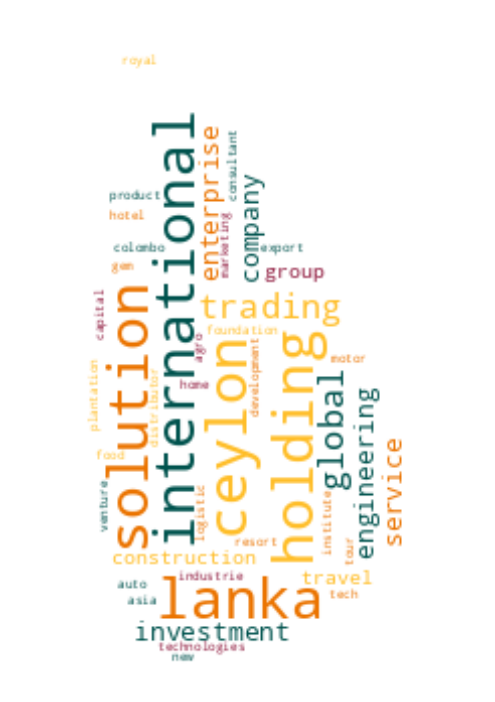 royal
international
enterprise
consultant
company
product
hotel
marketing
colombo
export
gem
group
solution
capital
trading
foundation
holding
ceylon
agro
development
motor
plantation
distributor
home
global
engineering
service
food
venture
logistic
institute
tour
resort
construction
industrie
travel
auto
lanka
tech
asia
investment
technologies
new